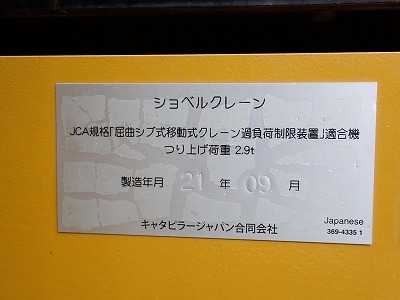 ショベルクレーン
JCA規格「屈曲ジブ式移動式クレーン過負荷制限装置」適合機
つり上げ荷重 2.9t
製造年月 21 年 09 月
キャタピラージャパン合同会社
Japanese
369-4335 1